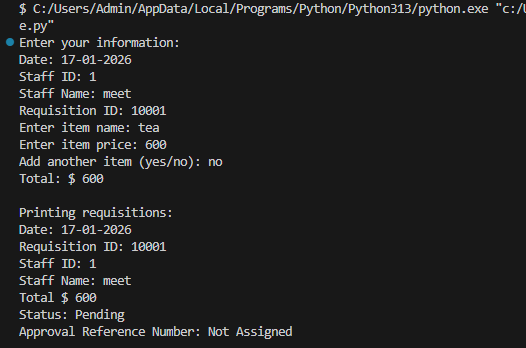 $ C:/Users/Admin/AppData/Local/Programs/Python/Python313/python.exe "c:/U
e.py"
Enter your information:
Date: 17-01-2026
Staff ID: 1
Staff Name: meet
Requisition ID: 10001
Enter item name: tea
Enter item price: 600
Add another item (yes/no): no
Total: $ 600

Printing requisitions:
Date: 17-01-2026
Requisition ID: 10001
Staff ID: 1
Staff Name: meet
Total $ 600
Status: Pending
Approval Reference Number: Not Assigned